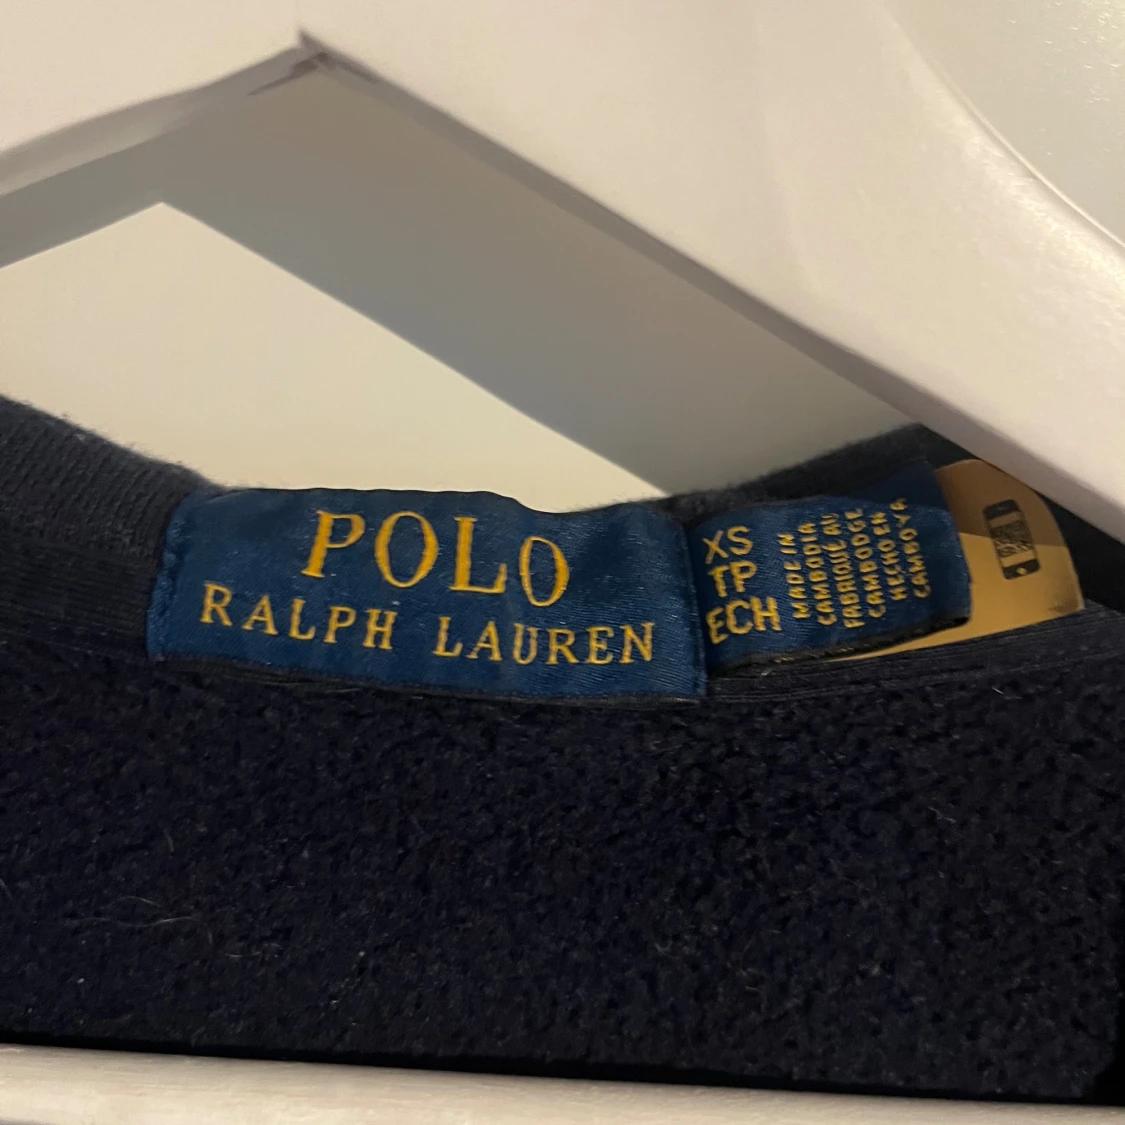 POLO
RALPH LAUREN
XS
TP
ECH
MADE IN
CAMBODIA
FABRIQUÉ AU
CAMBODGE
HECHO EN
CAMBOYA